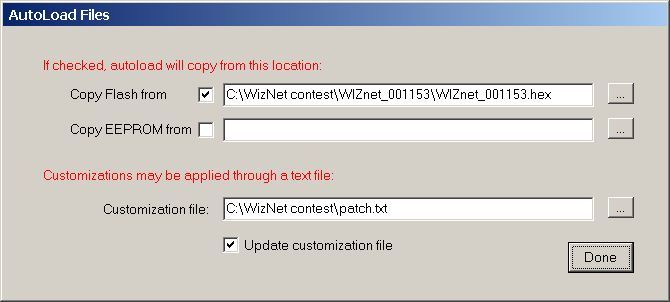 AutoLoad Files
If checked, autoload will copy from this location:
Copy Flash from C:\WizNet contest\WIZnet_001153\WIZnet_001153.hex ...
Copy EEPROM from ...
Customizations may be applied through a text file:
Customization file: C:\WizNet contest\patch.txt ...
Update customization file
Done